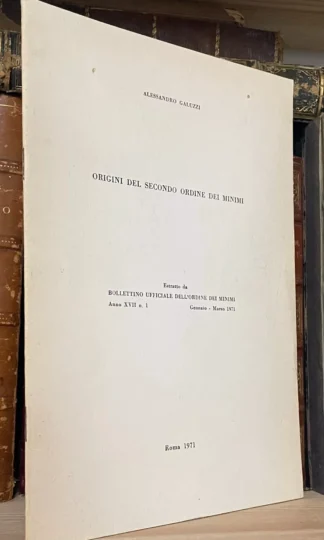 ALESSANDRO GALUZZI
ORIGINI DEL SECONDO ORDINE DEI MINIMI
Estratto da
BOLLETTINO UFFICIALE DELL'ORDINE DEI MINIMI
Anno XVII n. 1 Gennaio - Marzo 1971
Roma 1971